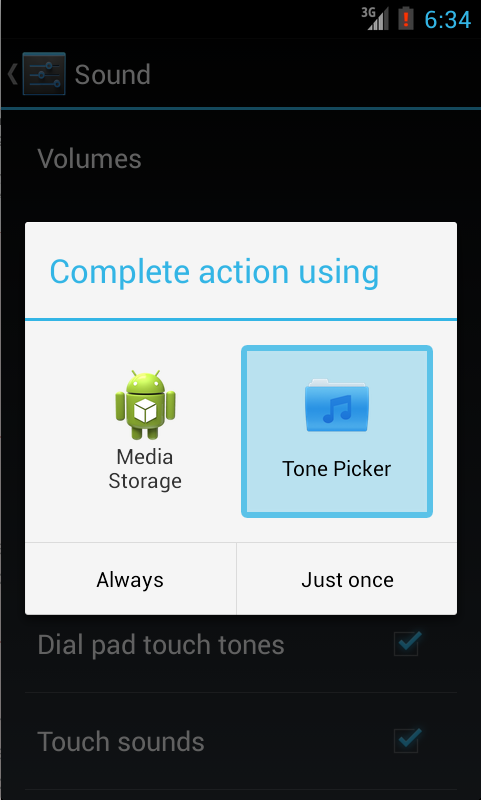 3G
6:34
Sound
Volumes
Complete action using
Media
Storage
Tone Picker
Always
Just once
Dial pad touch tones
Touch sounds